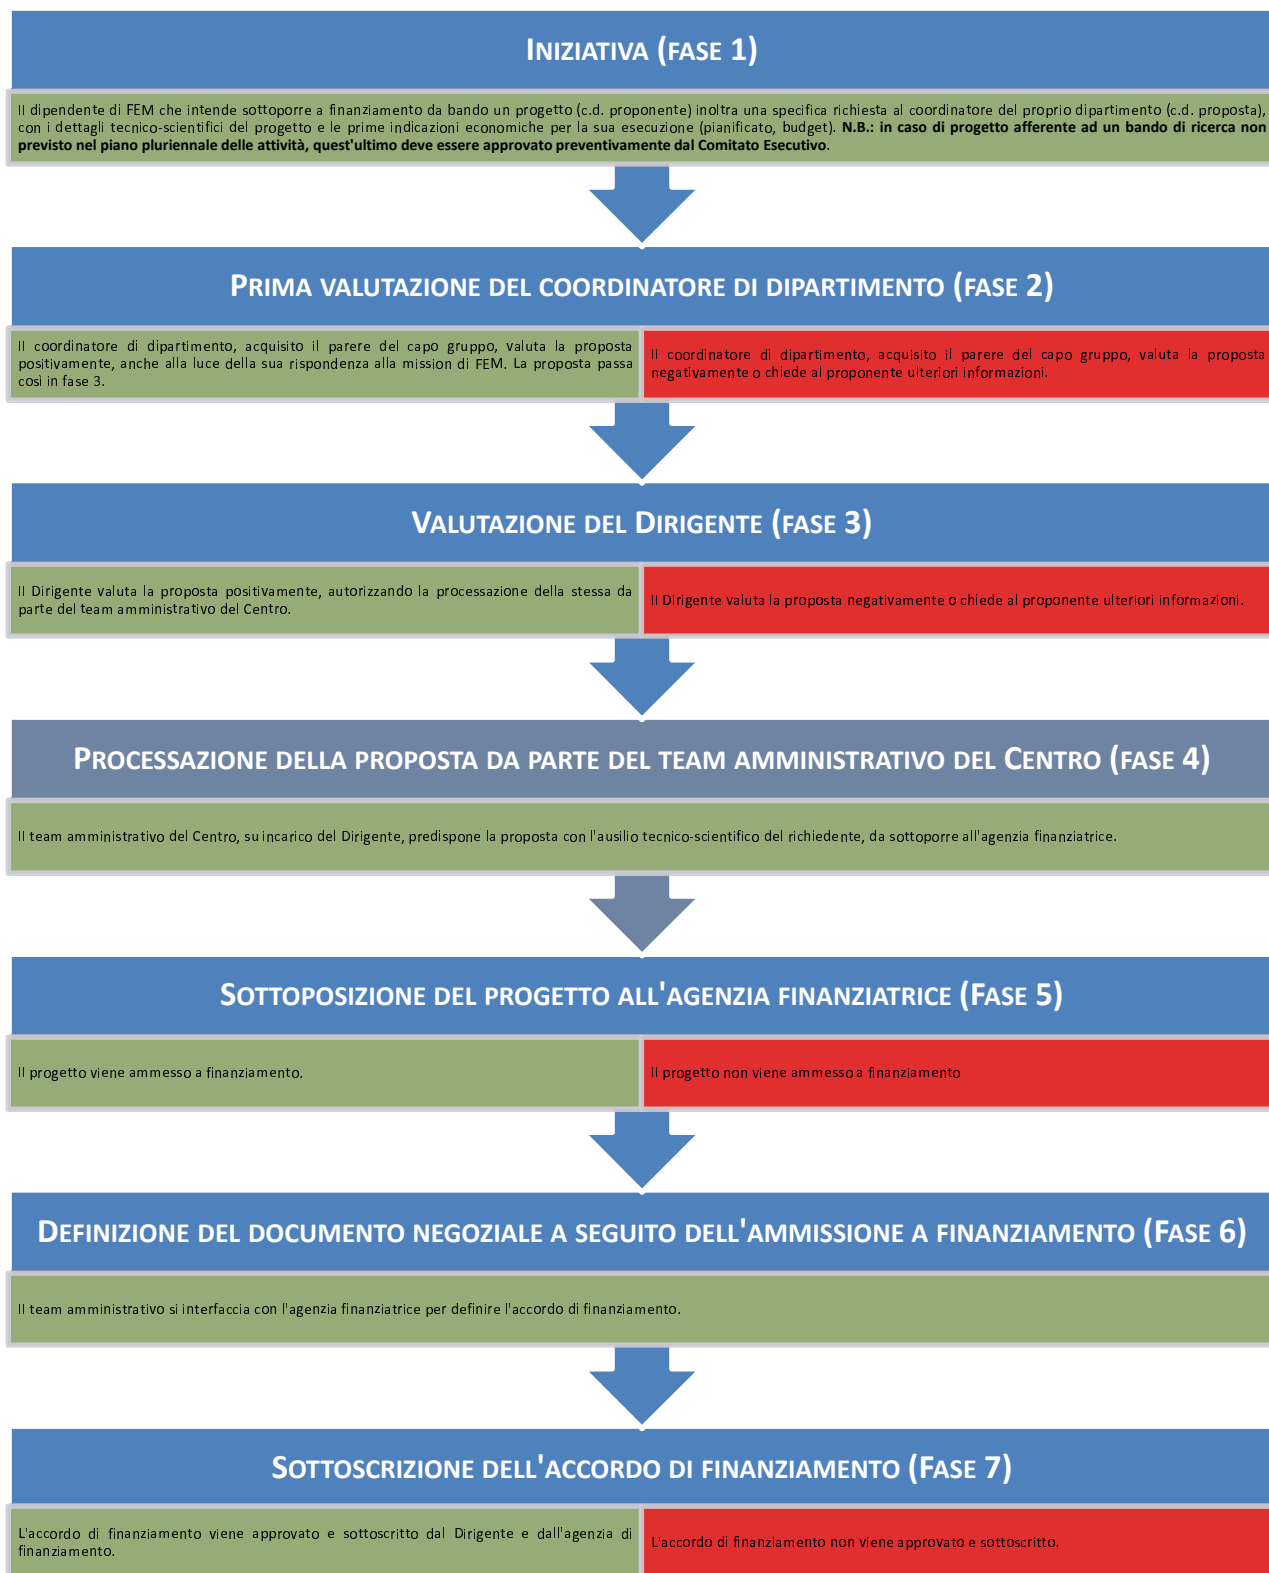 INIZIATIVA (FASE 1)
Il dipendente di FEM che intende sottoporre a finanziamento da bando un progetto (c.d. proponente) inoltra una specifica richiesta al coordinatore del proprio dipartimento (c.d. proposta),
con i dettagli tecnico-scientifici del progetto e le prime indicazioni economiche per la sua esecuzione (pianificato, budget). N.B.: in caso di progetto afferente ad un bando di ricerca non
previsto nel piano pluriennale delle attività, quest'ultimo deve essere approvato preventivamente dal Comitato Esecutivo.
PRIMA VALUTAZIONE DEL COORDINATORE DI DIPARTIMENTO (FASE 2)
Il coordinatore di dipartimento, acquisito il parere del capo gruppo, valuta la proposta
positivamente, anche alla luce della sua rispondenza alla mission di FEM. La proposta passa
così in fase 3.
Il coordinatore di dipartimento, acquisito il parere del capo gruppo, valuta la proposta
negativamente o chiede al proponente ulteriori informazioni.
VALUTAZIONE DEL DIRIGENTE (FASE 3)
Il Dirigente valuta la proposta positivamente, autorizzando la processazione della stessa da
parte del team amministrativo del Centro.
Il Dirigente valuta la proposta negativamente o chiede al proponente ulteriori informazioni.
PROCESSAZIONE DELLA PROPOSTA DA PARTE DEL TEAM AMMINISTRATIVO DEL CENTRO (FASE 4)
Il team amministrativo del Centro, su incarico del Dirigente, predispone la proposta con l'ausilio tecnico-scientifico del richiedente, da sottoporre all'agenzia finanziatrice.
SOTTOPOSIZIONE DEL PROGETTO ALL'AGENZIA FINANZIATRICE (FASE 5)
Il progetto viene ammesso a finanziamento.
Il progetto non viene ammesso a finanziamento
DEFINIZIONE DEL DOCUMENTO NEGOZIALE A SEGUITO DELL'AMMISSIONE A FINANZIAMENTO (FASE 6)
Il team amministrativo si interfaccia con l'agenzia finanziatrice per definire l'accordo di finanziamento.
SOTTOSCRIZIONE DELL'ACCORDO DI FINANZIAMENTO (FASE 7)
L'accordo di finanziamento viene approvato e sottoscritto dal Dirigente e dall'agenzia di
finanziamento.
L'accordo di finanziamento non viene approvato e sottoscritto.